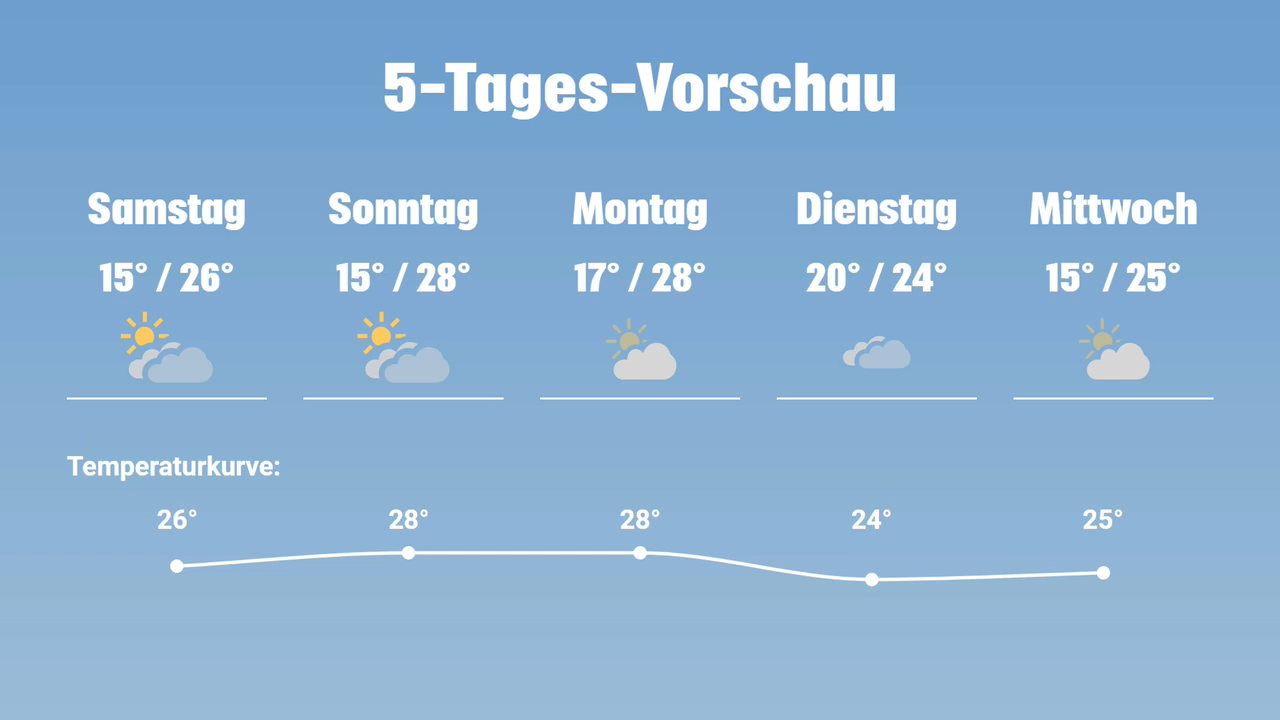 5-Tages-Vorschau
Samstag Sonntag Montag Dienstag Mittwoch
15° / 26° 15° / 28° 17° / 28° 20° / 24° 15° / 25°
Temperaturkurve:
26° 28° 28° 24° 25°